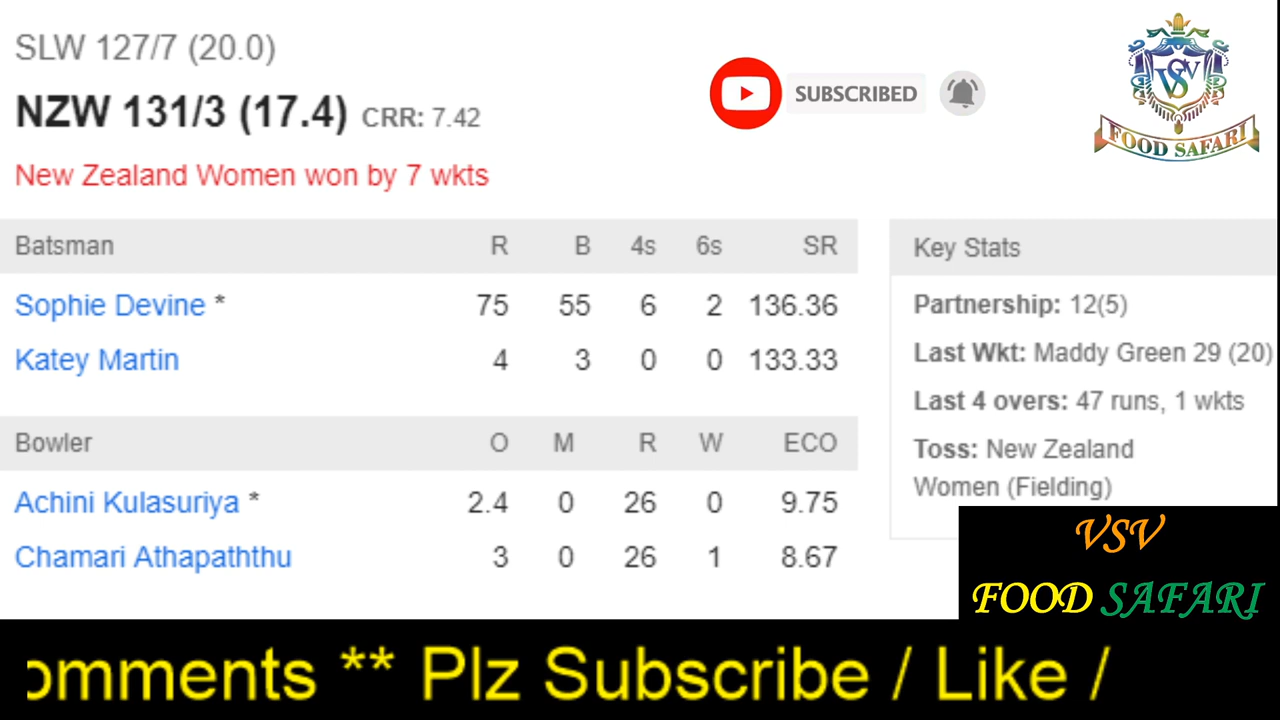 SLW 127/7 (20.0)
NZW 131/3 (17.4) CRR: 7.42
New Zealand Women won by 7 wkts
SUBSCRIBED
VSV
FOOD SAFARI
Batsman R B 4s 6s SR
Sophie Devine * 75 55 6 2 136.36
Katey Martin 4 3 0 0 133.33
Bowler O M R W ECO
Achini Kulasuriya * 2.4 0 26 0 9.75
Chamari Athapaththu 3 0 26 1 8.67
Key Stats
Partnership: 12(5)
Last Wkt: Maddy Green 29 (20)
Last 4 overs: 47 runs, 1 wkts
Toss: New Zealand
Women (Fielding)
VSV
FOOD SAFARI
omments ** Plz Subscribe / Like /